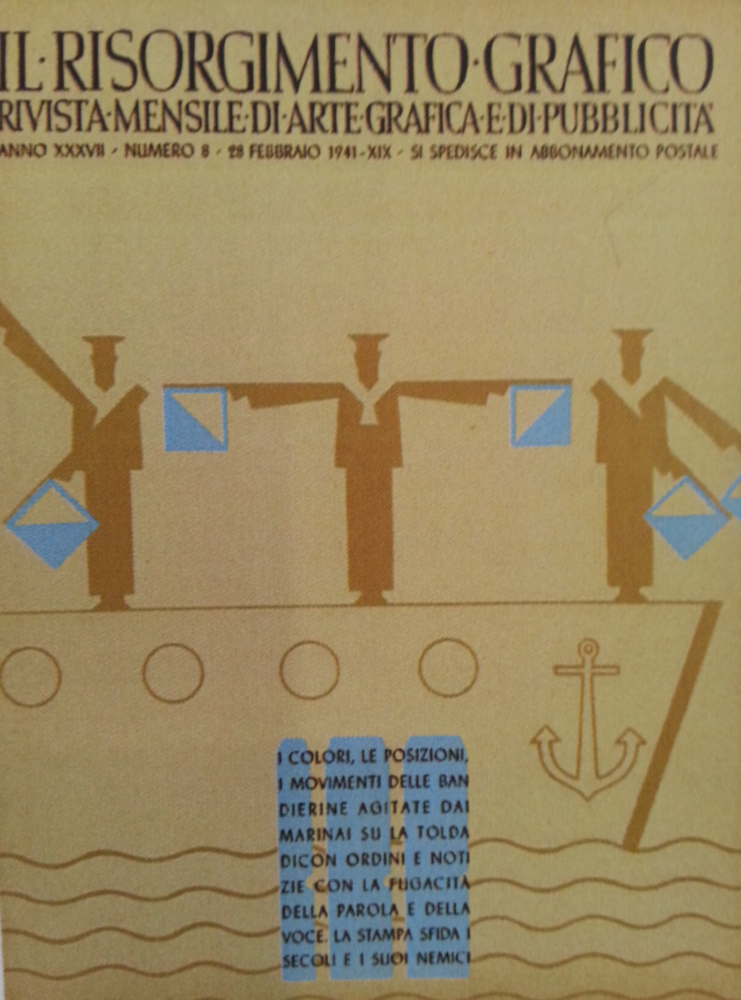 IL·RISORGIMENTO·GRAFICO
RIVISTA·MENSILE·DI·ARTE·GRAFICA·E·DI·PUBBLICITÀ
ANNO XXXVII - NUMERO 8 - 28 FEBBRAIO 1941-XIX - SI SPEDISCE IN ABBONAMENTO POSTALE
I COLORI, LE POSIZIONI,
I MOVIMENTI DELLE BAN
DIERINE AGITATE DAI
MARINAI SU LA TOLDA
DICON ORDINI E NOTI
ZIE CON LA FUGACITÀ
DELLA PAROLA E DELLA
VOCE. LA STAMPA SFIDA I
SECOLI E I SUOI NEMICI